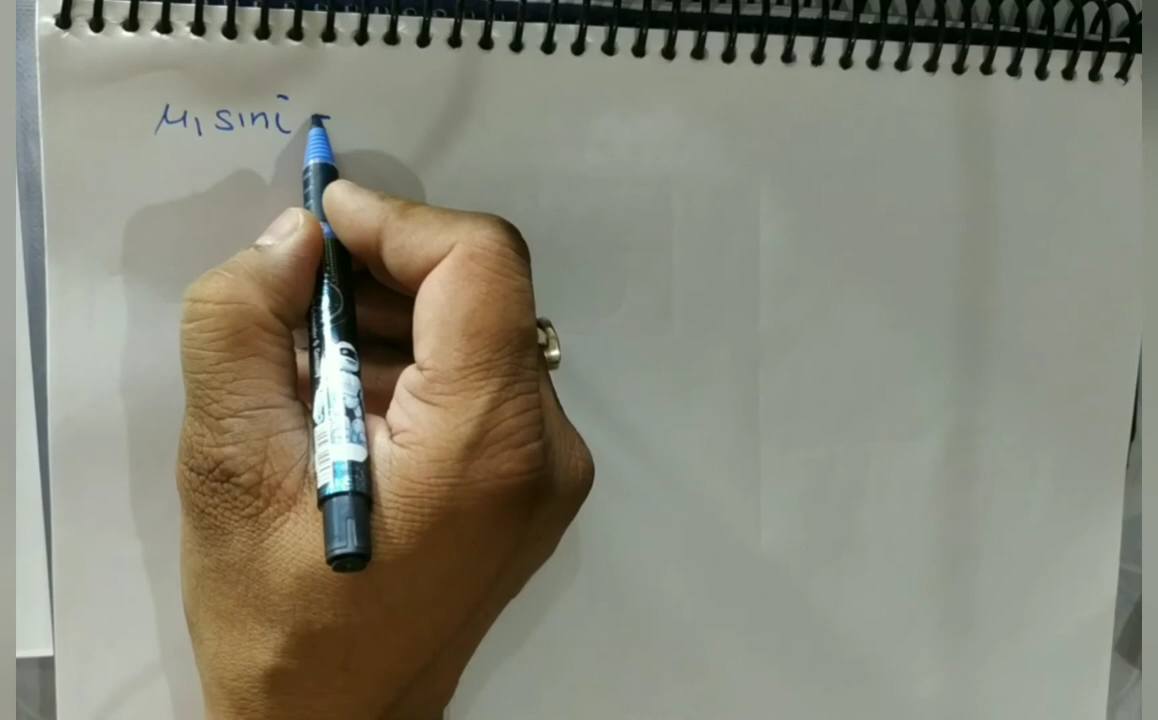 μ₁ sini =